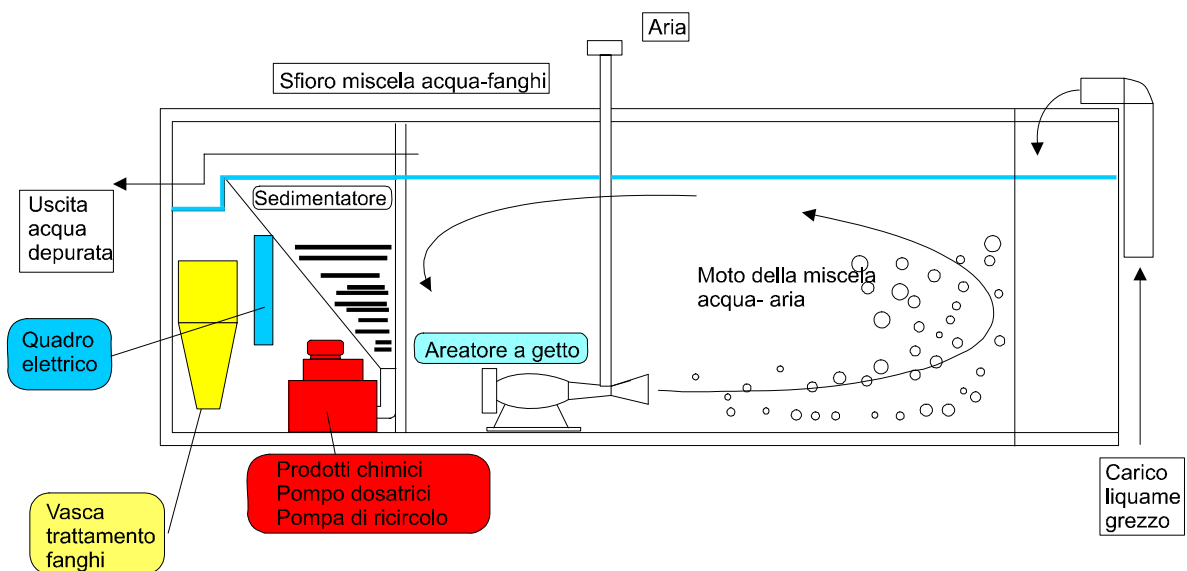 Aria
Sfioro miscela acqua-fanghi
Uscita
acqua
depurata
Sedimentatore
Moto della miscela
acqua- aria
Quadro
elettrico
Areatore a getto
Prodotti chimici
Pompo dosatrici
Pompa di ricircolo
Carico
liquame
grezzo
Vasca
trattamento
fanghi